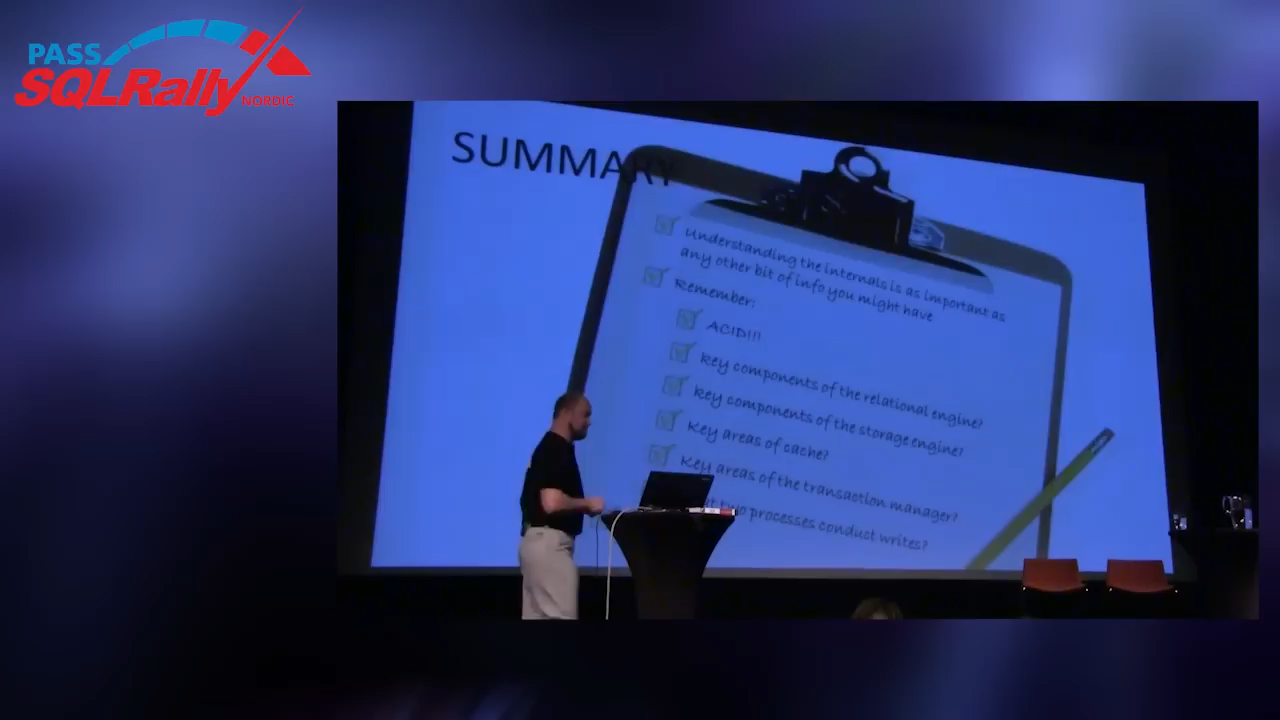 PASS
SQLRally
NORDIC
SUMMARY
Understanding the internals is as important as
any other bit of info you might have
Remember:
ACID!!!
Key components of the relational engine?
Key components of the storage engine?
Key areas of cache?
Key areas of the transaction manager?
two processes conduct writes?